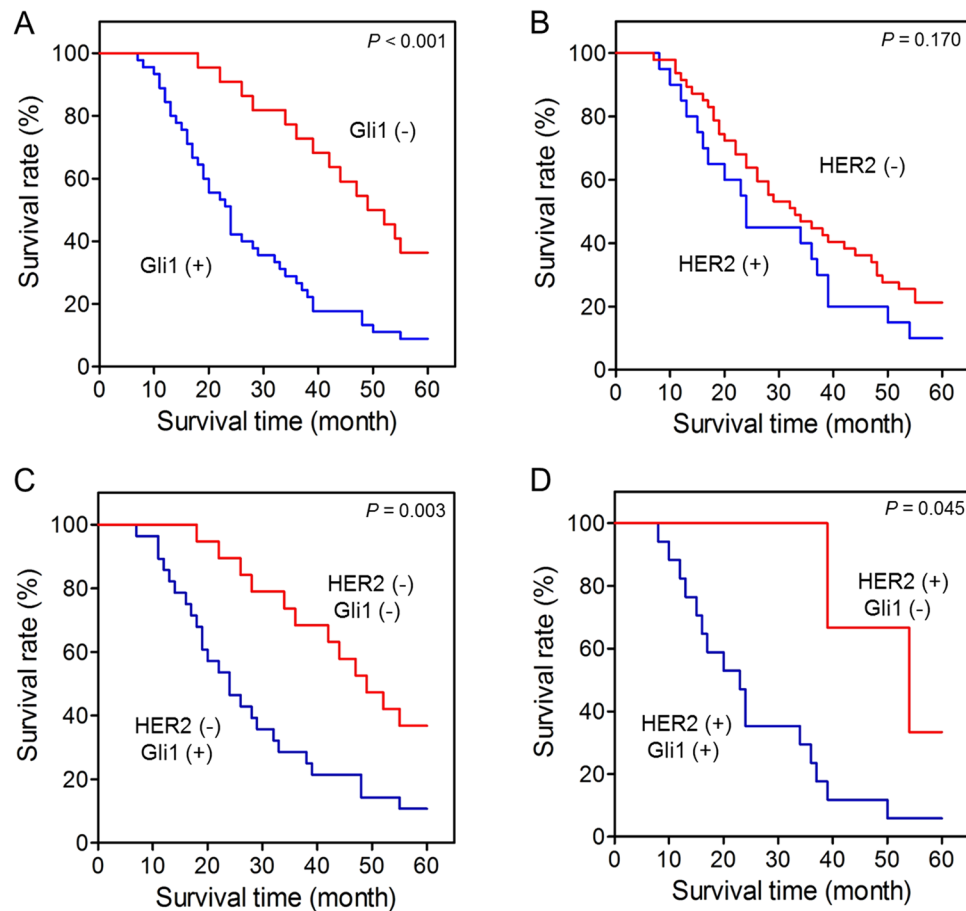 A
P < 0.001
100
80
60
40
20
0
Survival rate (%)
Gli1 (-)
Gli1 (+)
0 10 20 30 40 50 60
Survival time (month)
B
P = 0.170
100
80
60
40
20
0
Survival rate (%)
HER2 (-)
HER2 (+)
0 10 20 30 40 50 60
Survival time (month)
C
P = 0.003
100
80
60
40
20
0
Survival rate (%)
HER2 (-)
Gli1 (-)
HER2 (-)
Gli1 (+)
0 10 20 30 40 50 60
Survival time (month)
D
P = 0.045
100
80
60
40
20
0
Survival rate (%)
HER2 (+)
Gli1 (-)
HER2 (+)
Gli1 (+)
0 10 20 30 40 50 60
Survival time (month)